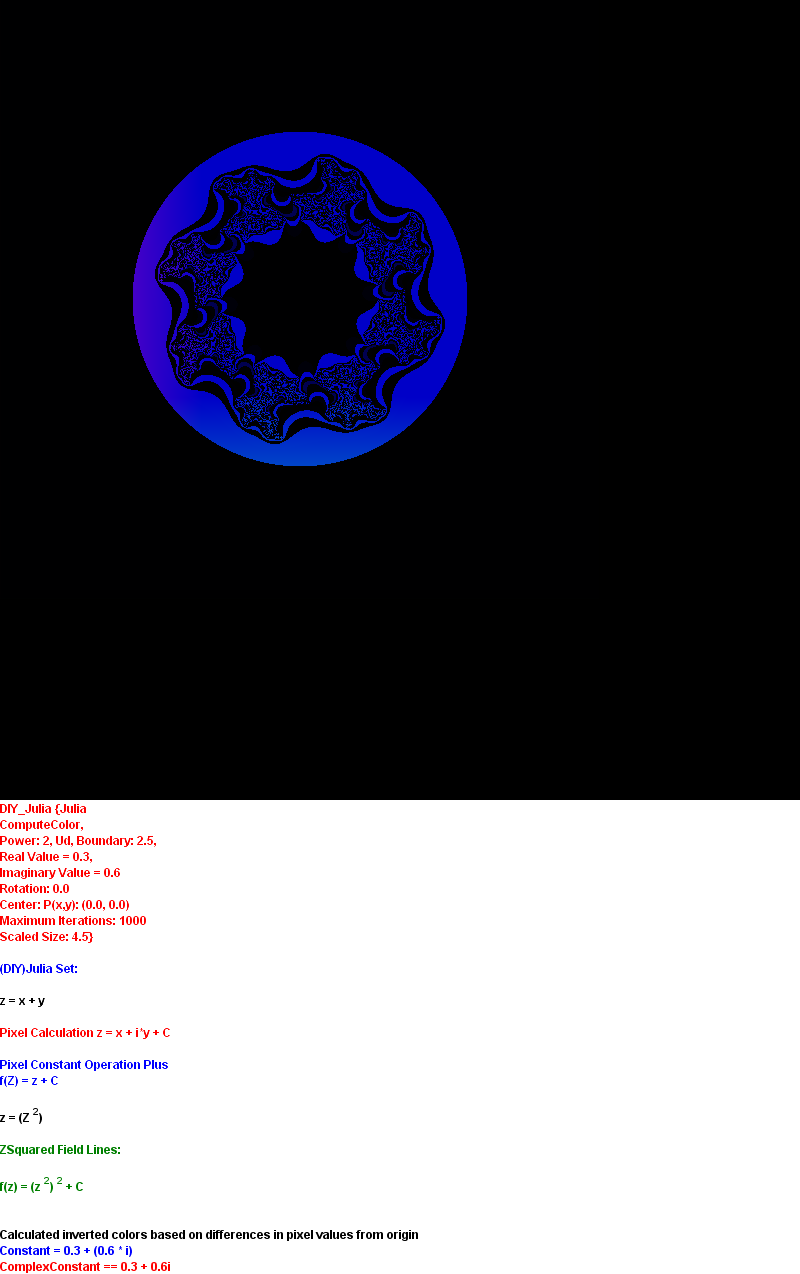 DIY_Julia {Julia
ComputeColor,
Power: 2, Ud, Boundary: 2.5,
Real Value = 0.3,
Imaginary Value = 0.6
Rotation: 0.0
Center: P(x,y): (0.0, 0.0)
Maximum Iterations: 1000
Scaled Size: 4.5}
(DIY)Julia Set:
z = x + y
Pixel Calculation z = x + i*y + C
Pixel Constant Operation Plus
f(Z) = z + C
z = (Z ²)
ZSquared Field Lines:
f(z) = (z ²) ² + C
Calculated inverted colors based on differences in pixel values from origin
Constant = 0.3 + (0.6 * i)
ComplexConstant == 0.3 + 0.6i